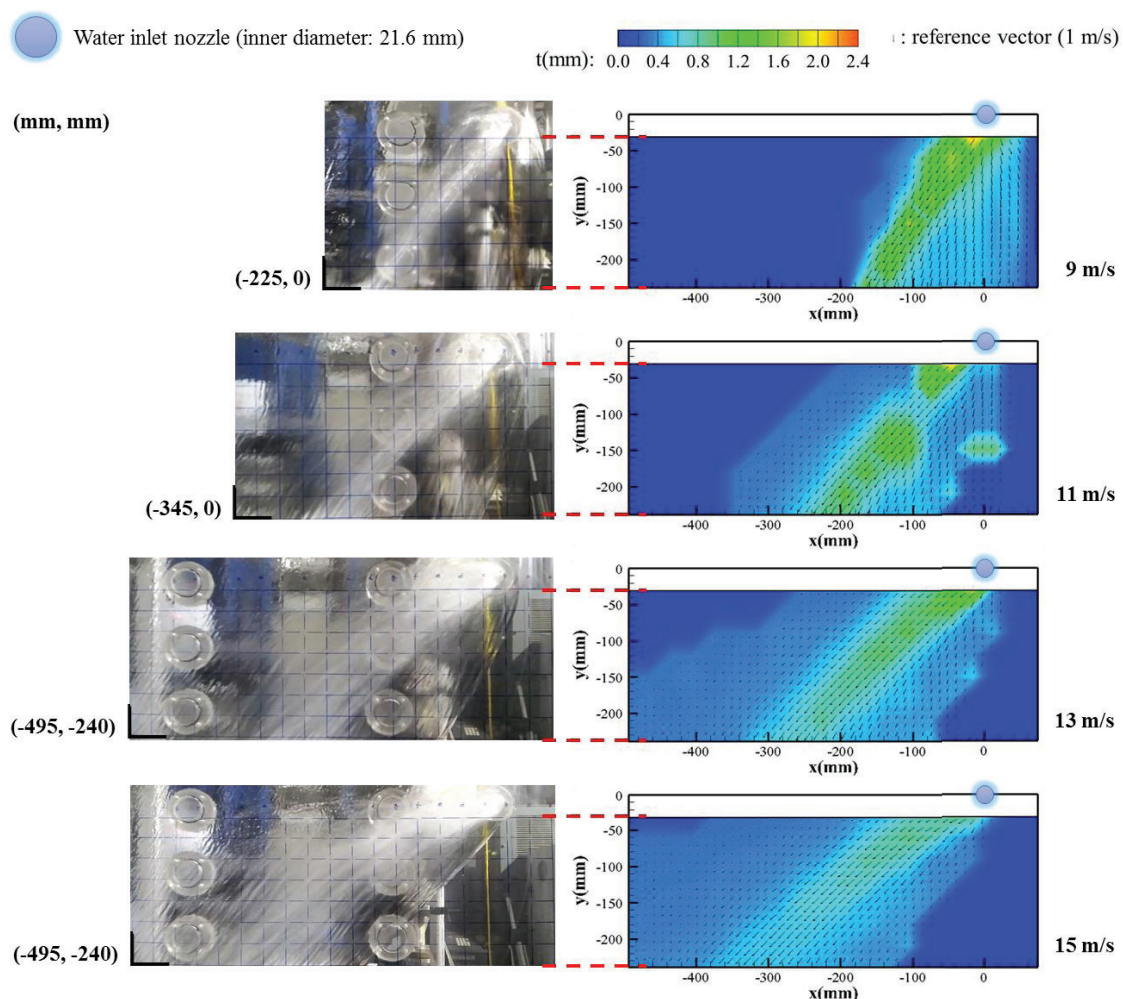 Water inlet nozzle (inner diameter: 21.6 mm)
t(mm): 0.0 0.4 0.8 1.2 1.6 2.0 2.4
: reference vector (1 m/s)
(mm, mm)
(-225, 0)
y(mm)
0
-50
-100
-150
-200
-400 -300 -200 -100 0
x(mm)
9 m/s
(-345, 0)
y(mm)
0
-50
-100
-150
-200
-400 -300 -200 -100 0
x(mm)
11 m/s
(-495, -240)
y(mm)
0
-50
-100
-150
-200
-400 -300 -200 -100 0
x(mm)
13 m/s
(-495, -240)
y(mm)
0
-50
-100
-150
-200
-400 -300 -200 -100 0
x(mm)
15 m/s